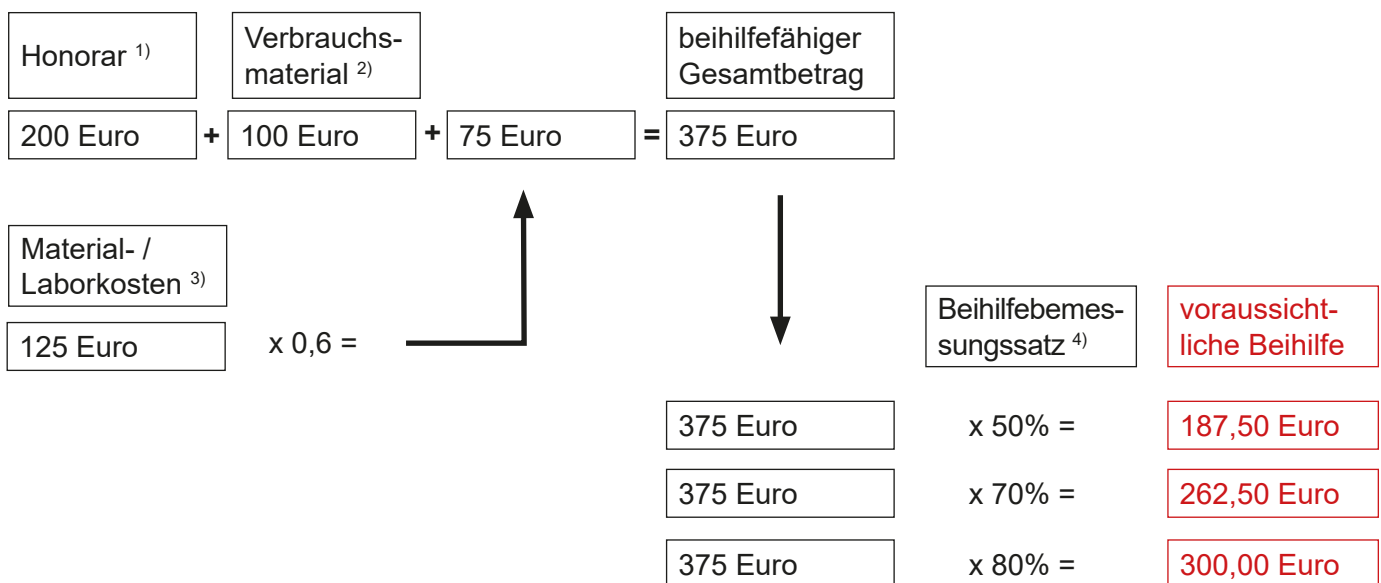 Honorar 1)
Verbrauchs-
material 2)
beihilfefähiger
Gesamtbetrag
200 Euro + 100 Euro + 75 Euro = 375 Euro
Material- /
Laborkosten 3)
125 Euro x 0,6 =
Beihilfebemes-
sungssatz 4)
voraussicht-
liche Beihilfe
375 Euro x 50% = 187,50 Euro
375 Euro x 70% = 262,50 Euro
375 Euro x 80% = 300,00 Euro